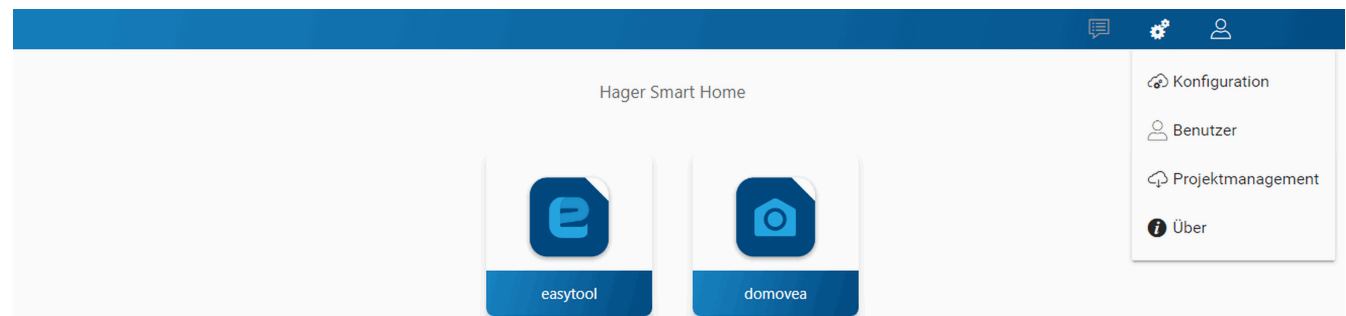 Hager Smart Home
Konfiguration
Benutzer
Projektmanagement
Über
easytool
domovea